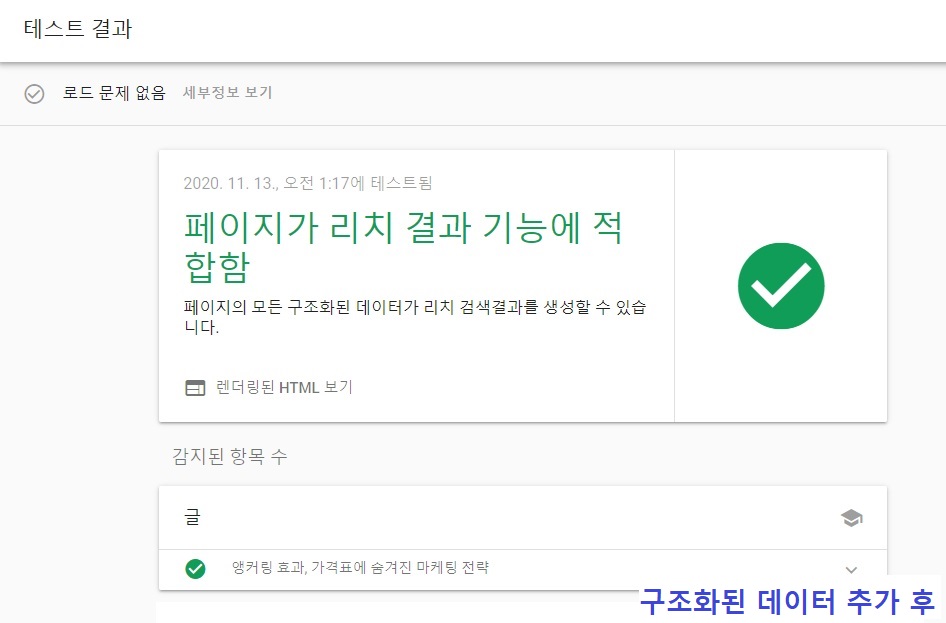 테스트 결과
로드 문제 없음 세부정보 보기
2020. 11. 13., 오전 1:17에 테스트됨
페이지가 리치 결과 기능에 적
합함
페이지의 모든 구조화된 데이터가 리치 검색결과를 생성할 수 있습
니다.
렌더링된 HTML 보기
감지된 항목 수
글
앵커링 효과, 가격표에 숨겨진 마케팅 전략
구조화된 데이터 추가 후